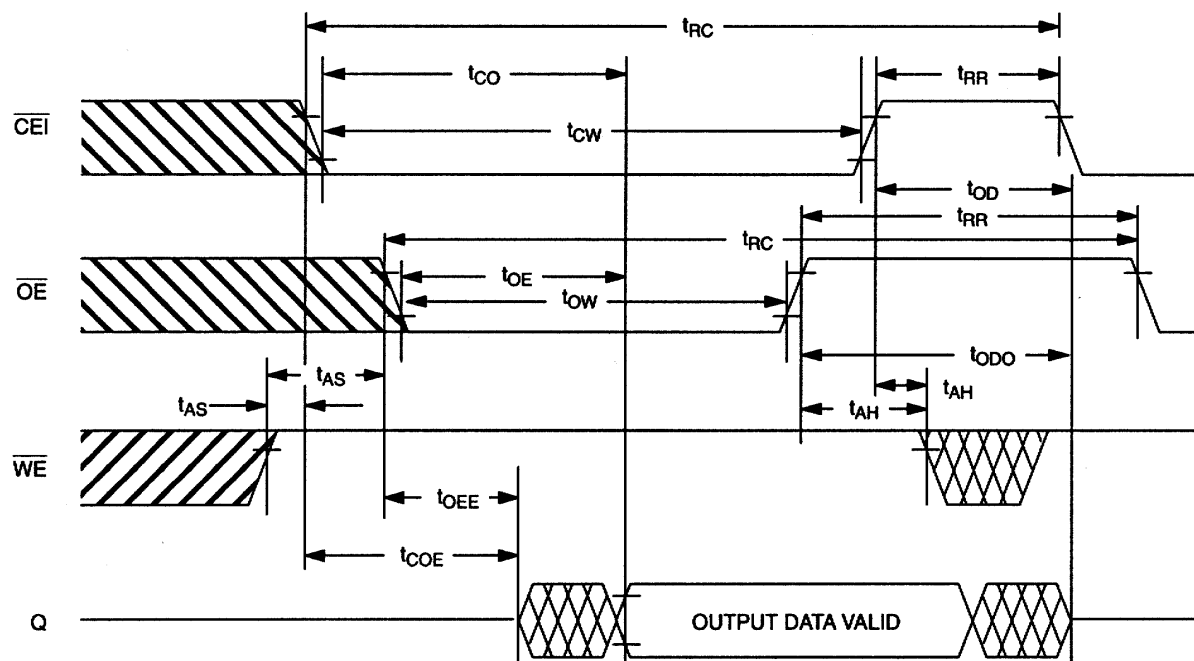 tRC
tCO
tRR
CEI
tCW
tOD
tRR
tRC
OE
tOE
tOW
tODO
tAS
tAS
tAH
tAH
WE
tOEE
tCOE
Q
OUTPUT DATA VALID